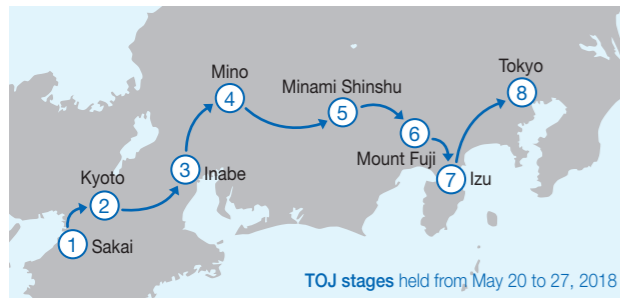 Tokyo
8
Mino
4
Minami Shinshu
5
6
Mount Fuji
3
Inabe
7
Izu
Kyoto
2
1
Sakai
TOJ stages held from May 20 to 27, 2018